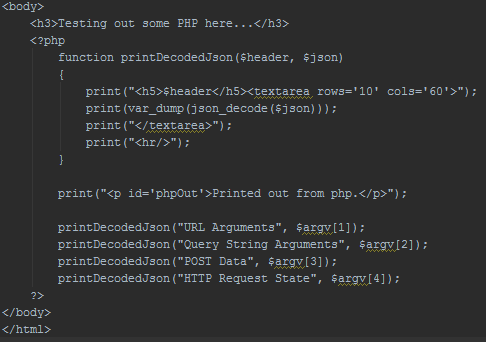 <body>
    <h3>Testing out some PHP here...</h3>
    <?php
        function printDecodedJson($header, $json)
        {
            print("<h5>$header</h5><textarea rows='10' cols='60'>");
            print(var_dump(json_decode($json)));
            print("</textarea>");
            print("<hr/>");
        }

        print("<p id='phpOut'>Printed out from php.</p>");

        printDecodedJson("URL Arguments", $argv[1]);
        printDecodedJson("Query String Arguments", $argv[2]);
        printDecodedJson("POST Data", $argv[3]);
        printDecodedJson("HTTP Request State", $argv[4]);
    ?>
</body>
</html>